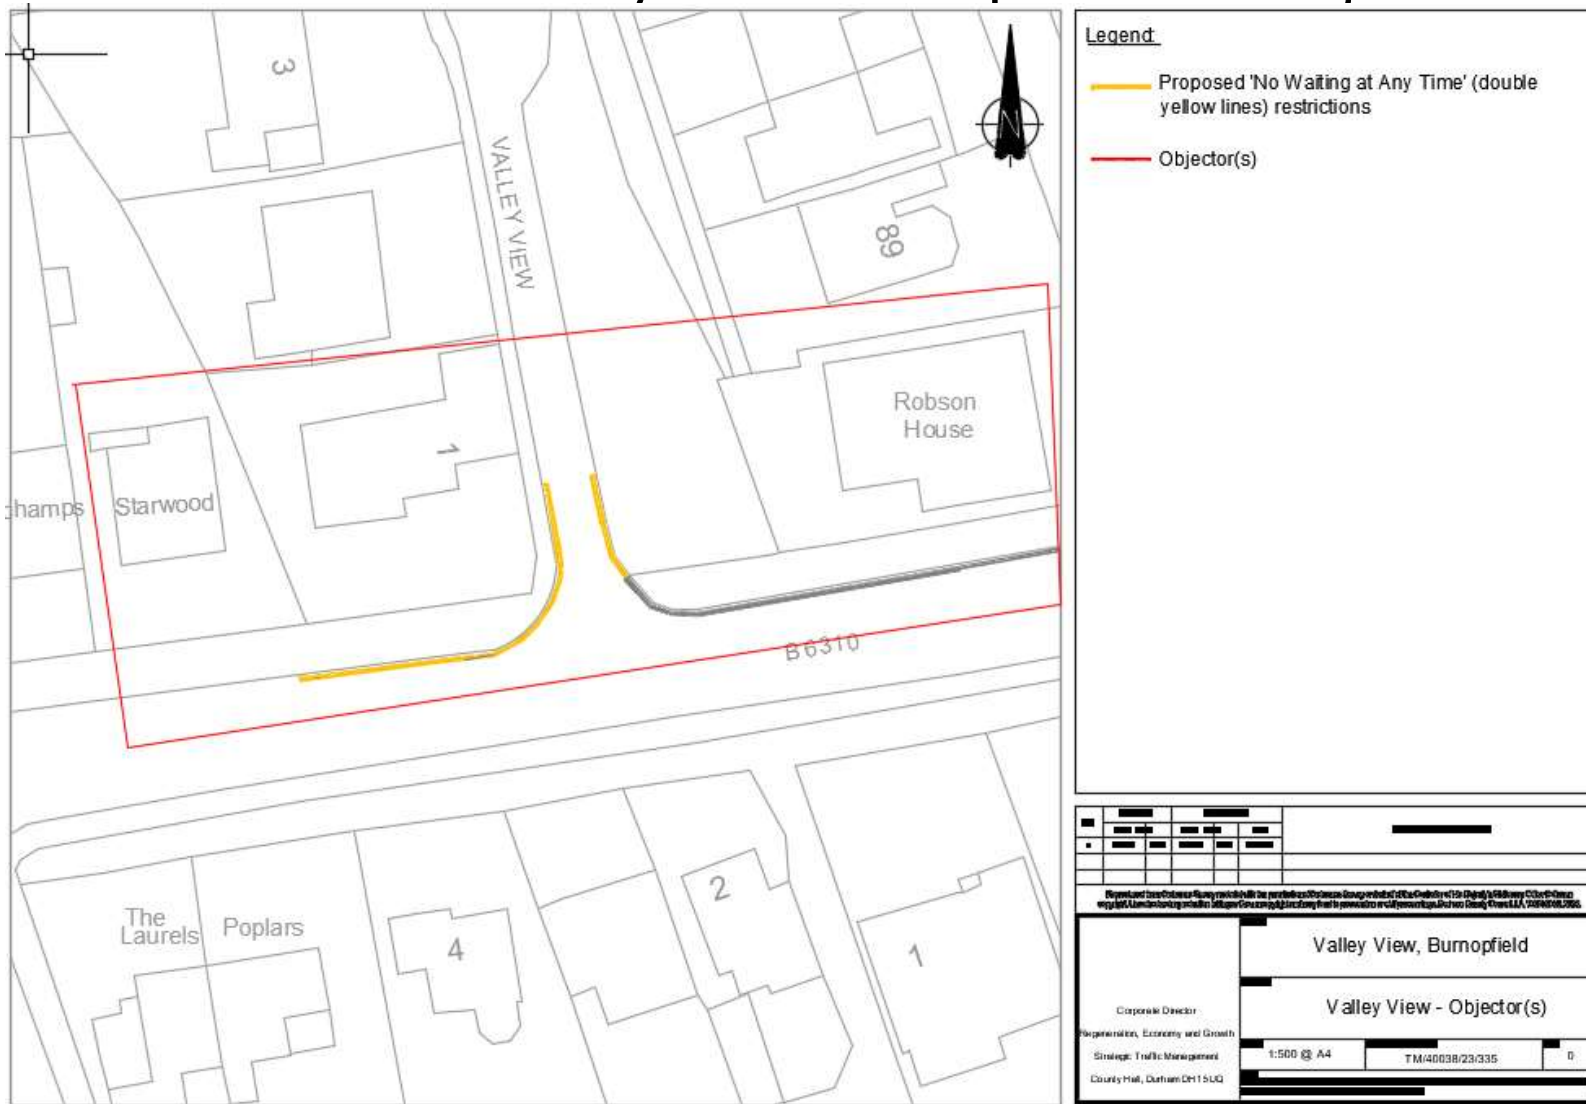 Legend:
Proposed 'No Waiting at Any Time' (double
yellow lines) restrictions
Objector(s)
N
3
VALLEY VIEW
89
Robson
House
1
champs
Starwood
B6310
The
Laurels
Poplars
4
2
1
Valley View, Burnopfield
Valley View - Objector(s)
Corporate Director
Regeneration, Economy and Growth
Strategic Traffic Management
County Hall, Durham DH1 5UQ
1:500 @ A4
TM/40038/23/335
0